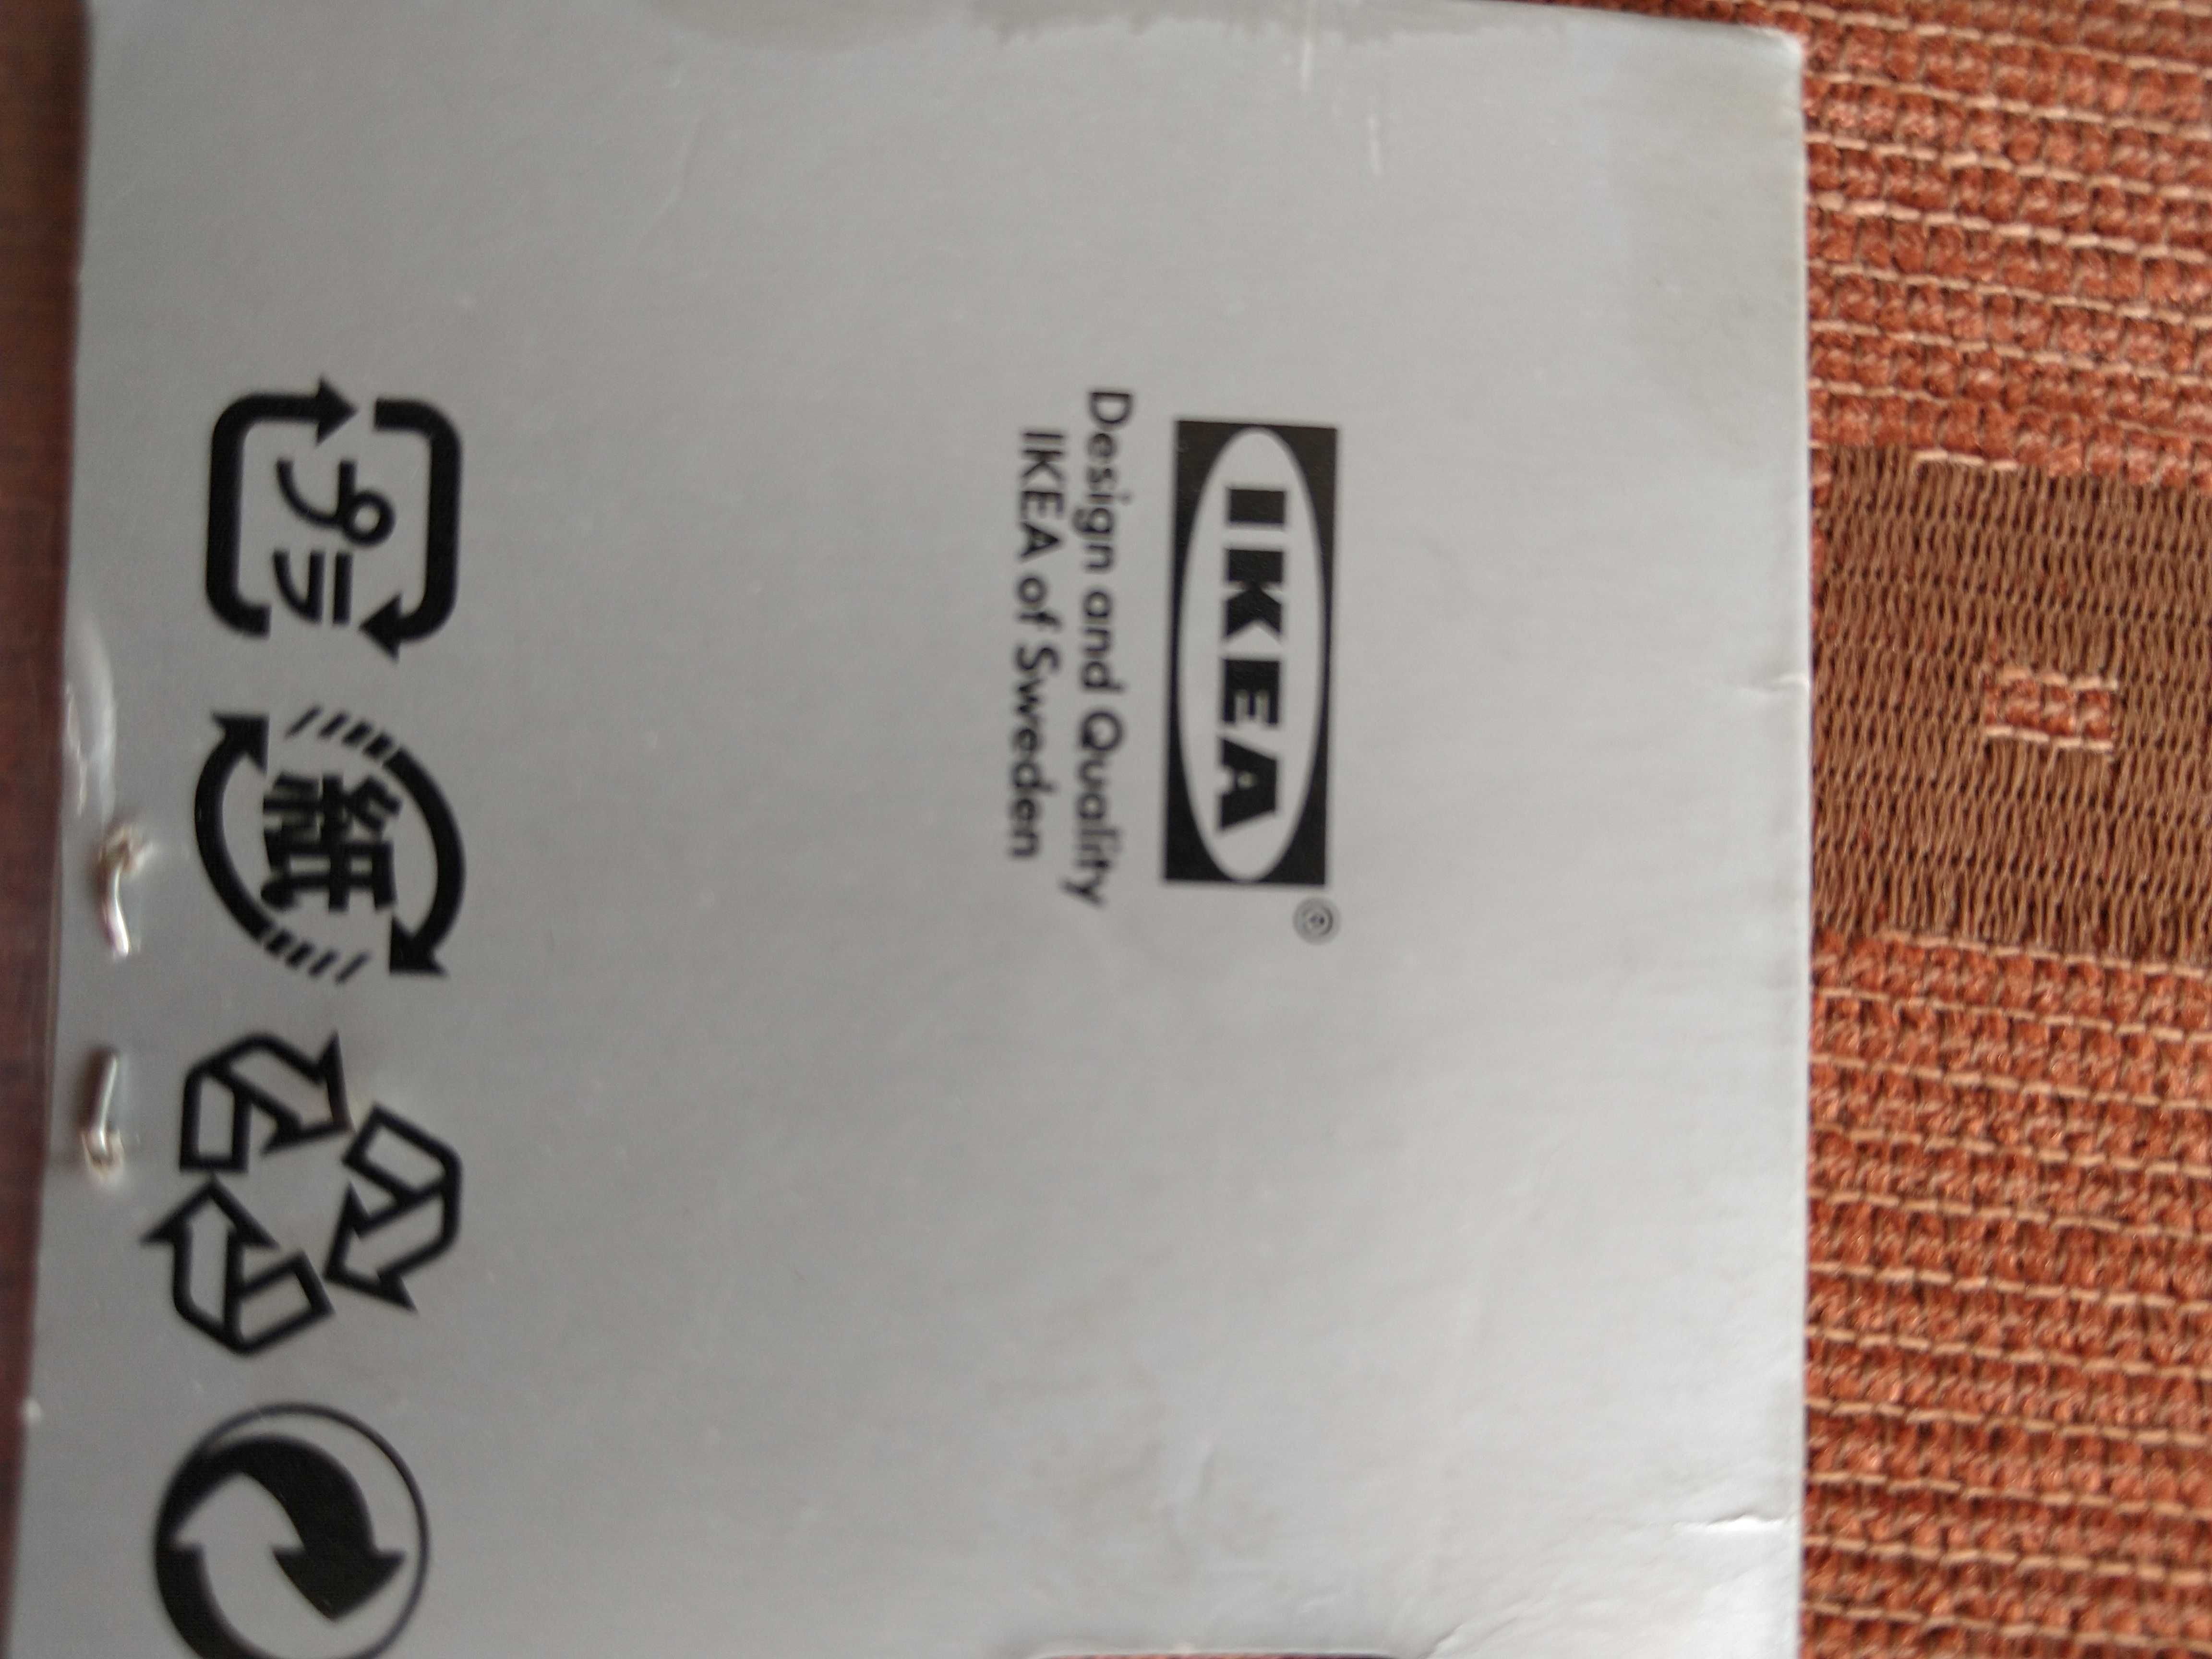 IKEA®
Design and Quality
IKEA of Sweden
プラ
紙